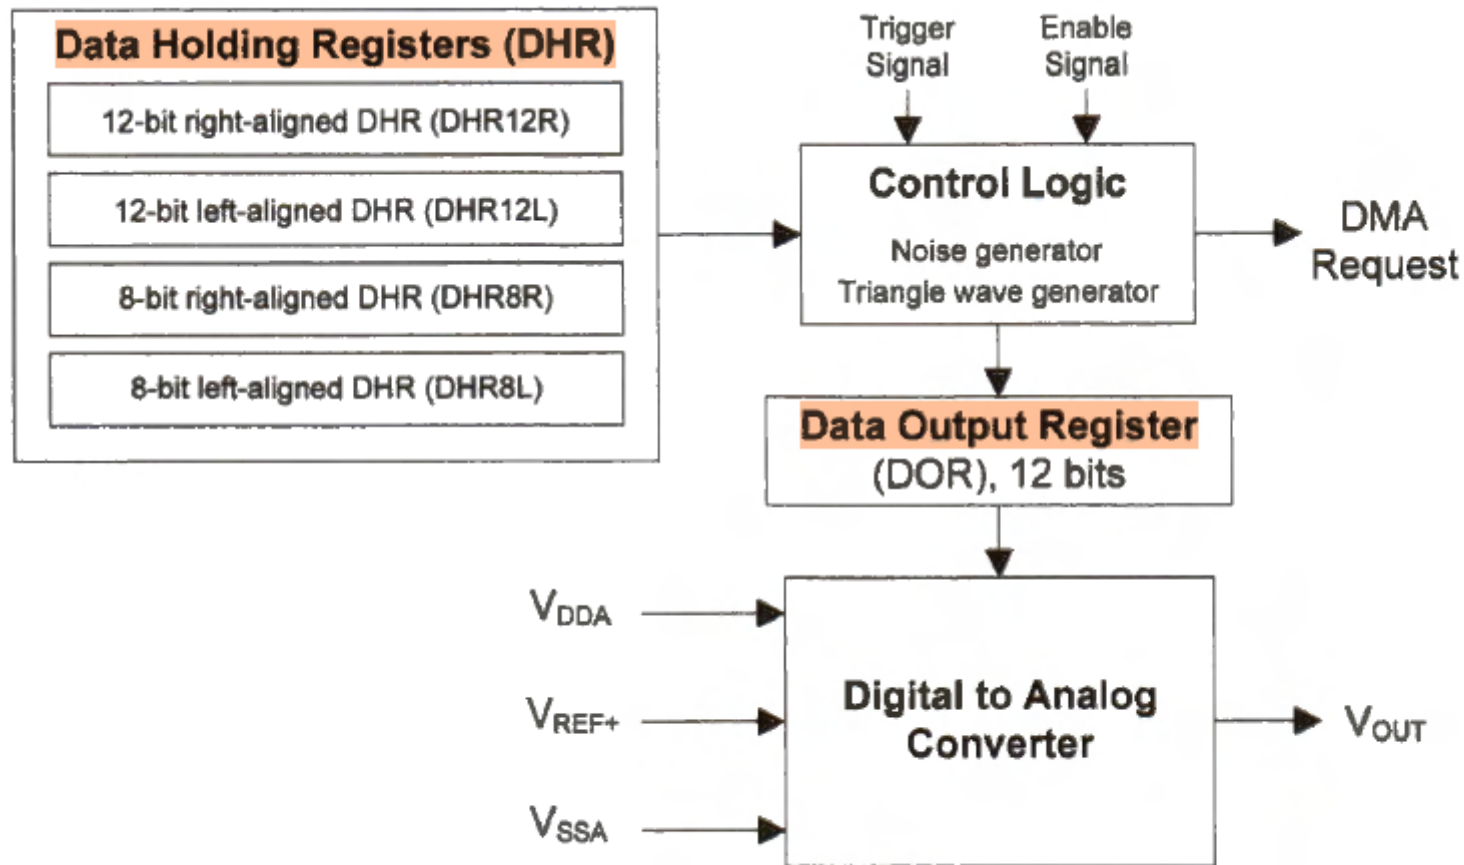 Data Holding Registers (DHR)
12-bit right-aligned DHR (DHR12R)
12-bit left-aligned DHR (DHR12L)
8-bit right-aligned DHR (DHR8R)
8-bit left-aligned DHR (DHR8L)
Trigger
Signal
Enable
Signal
Control Logic
Noise generator
Triangle wave generator
DMA
Request
Data Output Register
(DOR), 12 bits
VDDA
VREF+
VSSA
Digital to Analog
Converter
VOUT